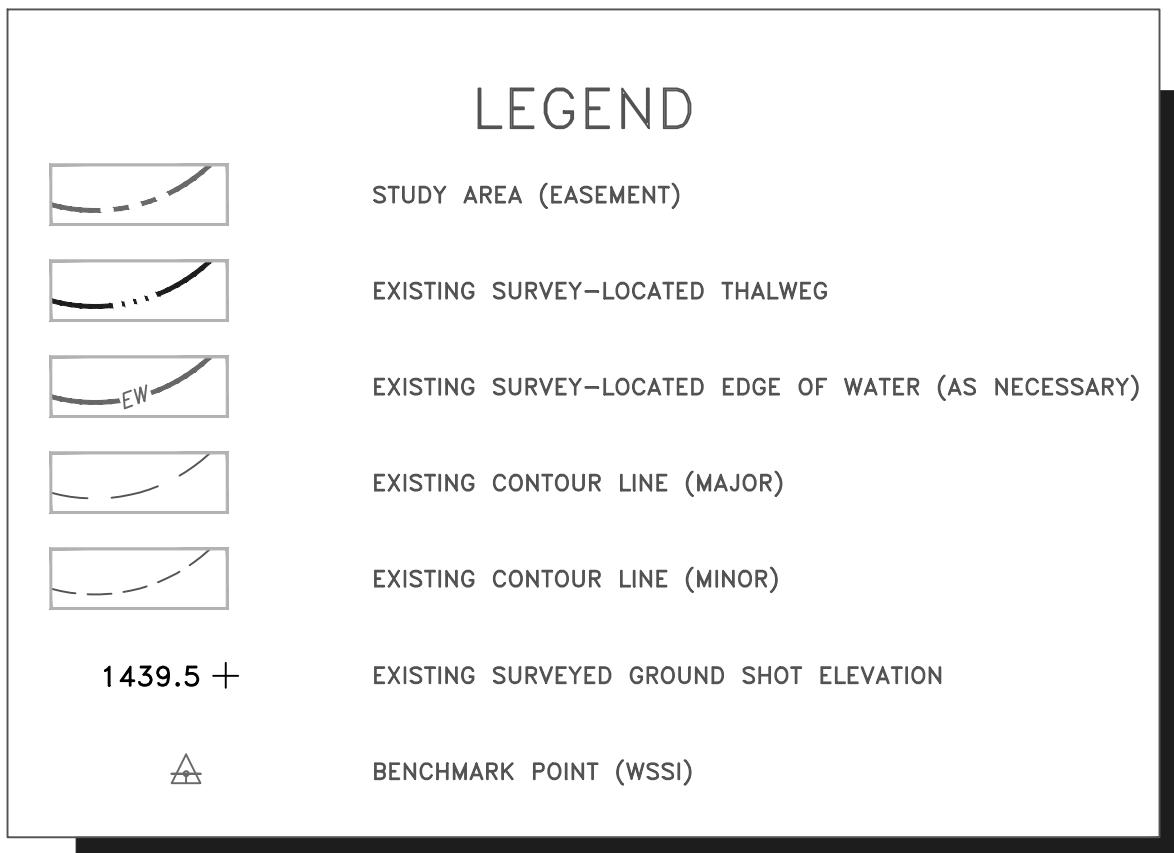 LEGEND
STUDY AREA (EASEMENT)
EXISTING SURVEY-LOCATED THALWEG
EW EXISTING SURVEY-LOCATED EDGE OF WATER (AS NECESSARY)
EXISTING CONTOUR LINE (MAJOR)
EXISTING CONTOUR LINE (MINOR)
1439.5 EXISTING SURVEYED GROUND SHOT ELEVATION
BENCHMARK POINT (WSSI)